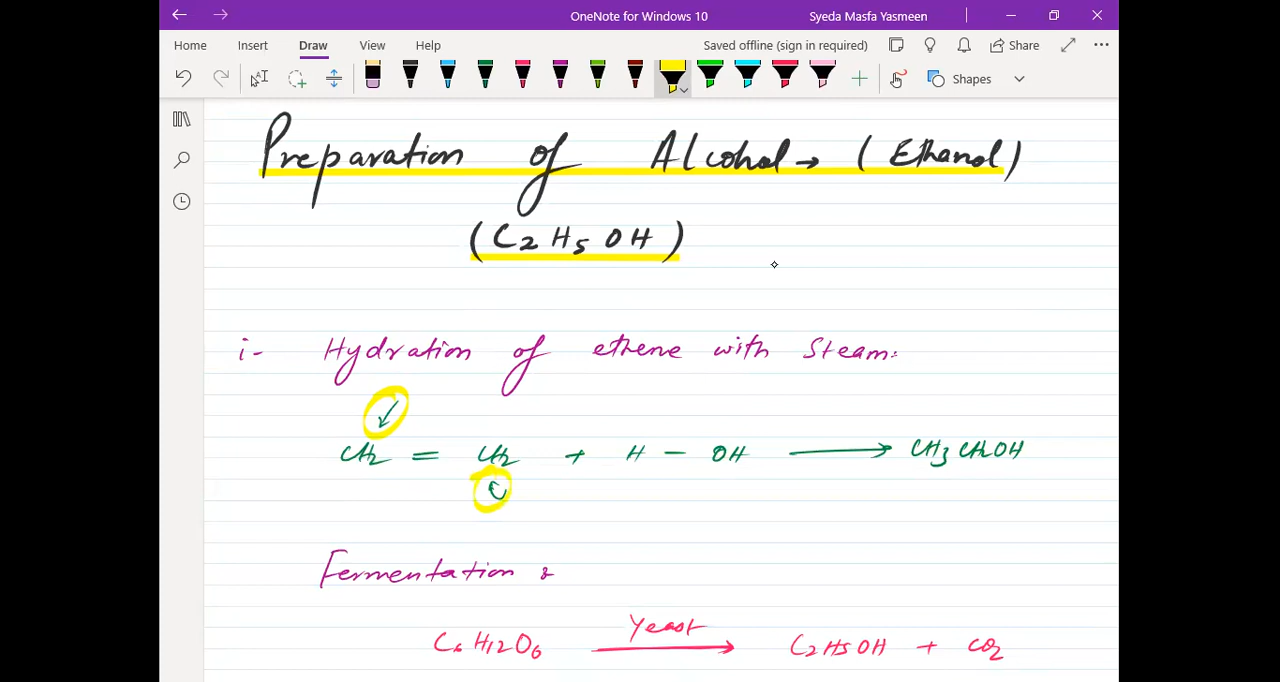 OneNote for Windows 10
Syeda Masfa Yasmeen
Home Insert Draw View Help
Saved offline (sign in required)
Share
Shapes
Preparation of Alcohol → (Ethanol)
(C2H5OH)
i- Hydration of ethene with Steam:
CH2 = CH2 + H - OH → CH3CH2OH
Fermentation :
Yeast
C6H12O6 → C2H5OH + CO2